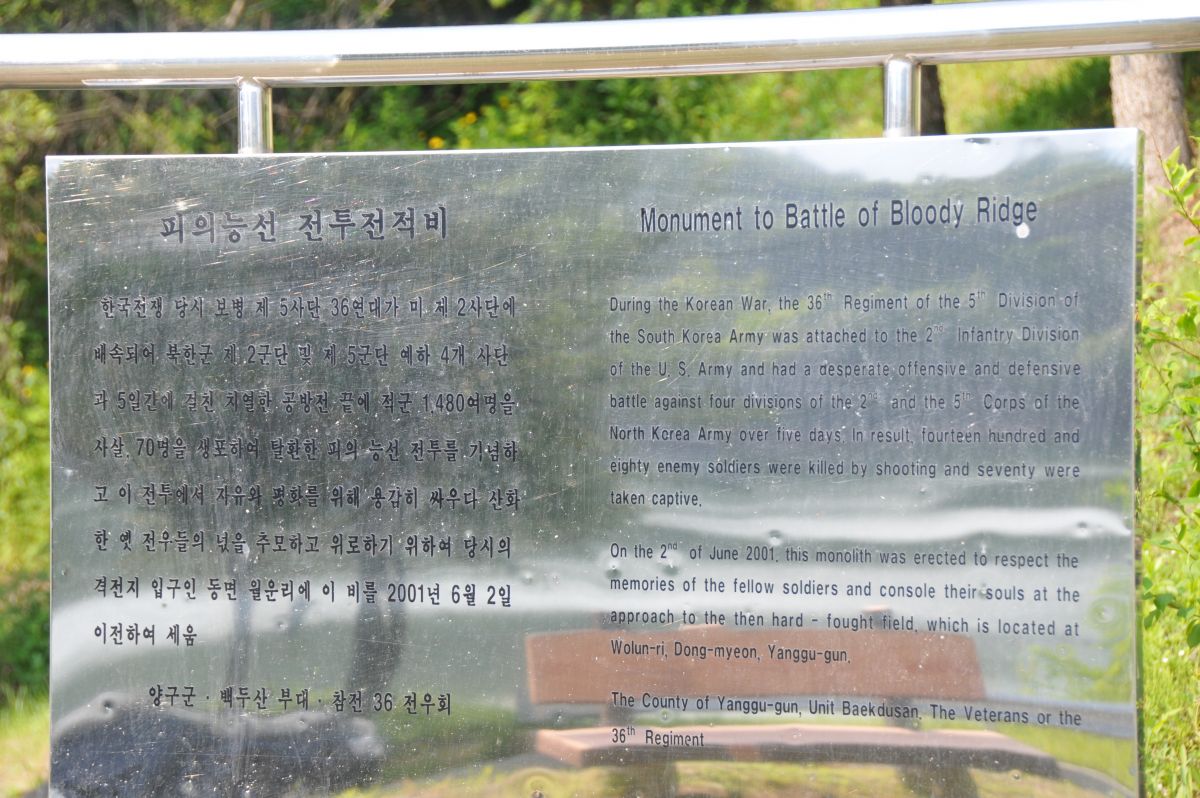 피의능선 전투전적비
한국전쟁 당시 보병 제 5사단 36연대가 미 제 2사단에
배속되어 북한군 제 2군단 및 제 5군단 예하 4개 사단
과 5일간에 걸친 치열한 공방전 끝에 적군 1,480여명을
사살, 70명을 생포하여 탈환한 피의 능선 전투를 기념하
고 이 전투에서 자유와 평화를 위해 용감히 싸우다 산화
한 옛 전우들의 넋을 추모하고 위로하기 위하여 당시의
격전지 입구인 동면 월운리에 이 비를 2001년 6월 2일
이전하여 세움
양구군 · 백두산 부대 · 참전 36 전우회
Monument to Battle of Bloody Ridge
During the Korean War, the 36th Regiment of the 5th Division of
the South Korea Army was attached to the 2nd Infantry Division
of the U. S. Army and had a desperate offensive and defensive
battle against four divisions of the 2nd and the 5th Corps of the
North Korea Army over five days. In result, fourteen hundred and
eighty enemy soldiers were killed by shooting and seventy were
taken captive.
On the 2nd of June 2001, this monolith was erected to respect the
memories of the fellow soldiers and console their souls at the
approach to the then hard - fought field, which is located at
Wolun-ri, Dong-myeon, Yanggu-gun.
The County of Yanggu-gun, Unit Baekdusan, The Veterans or the
36th Regiment